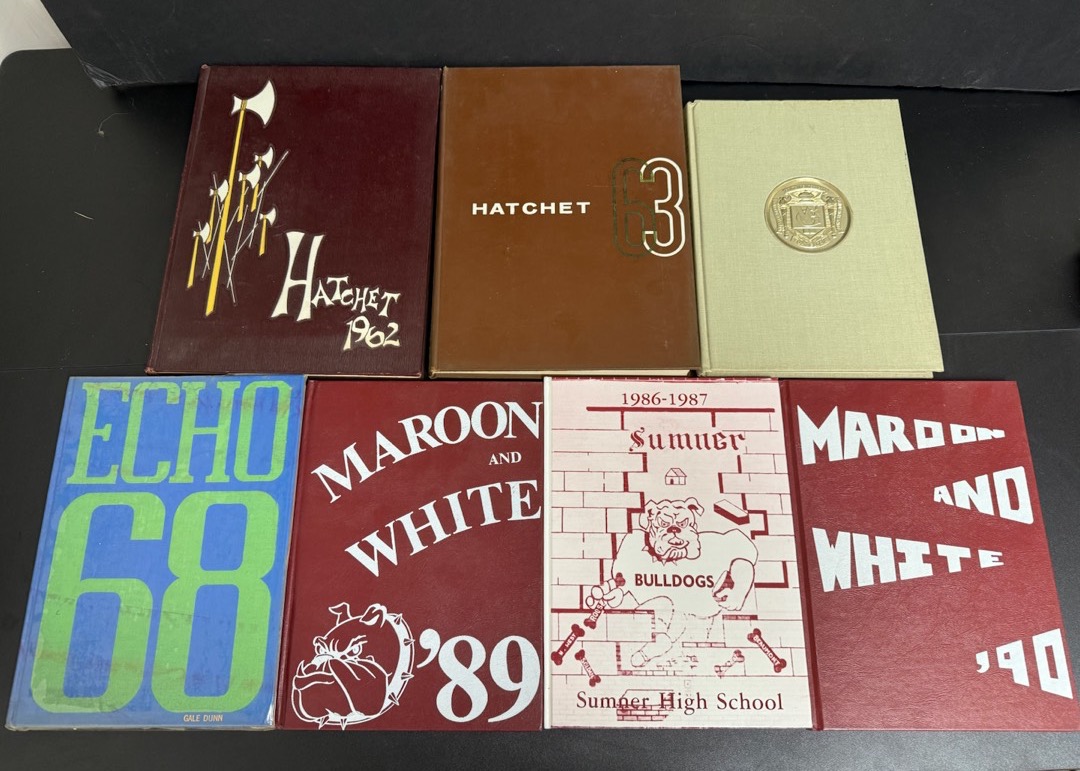 HATCHET
1962
HATCHET
63
ECHO
68
GALE DUNN
MAROON
AND
WHITE
'89
1986-1987
Sumner
BULLDOGS
Sumner High School
MAROON
AND
WHITE
'90